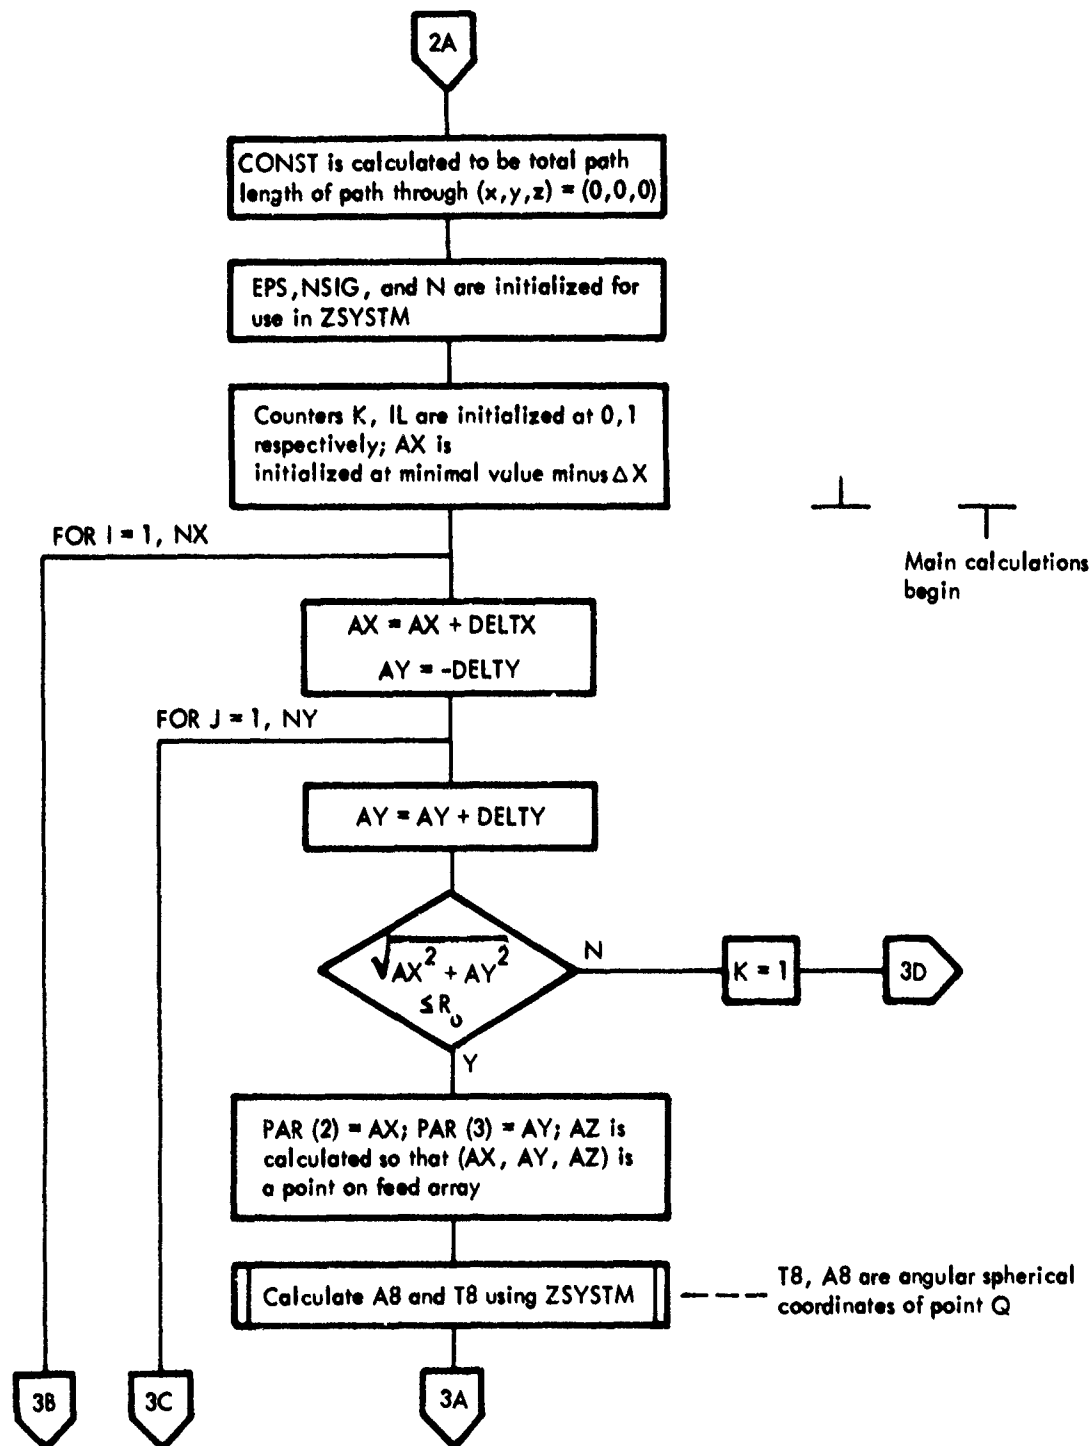 2A
CONST is calculated to be total path
length of path through (x,y,z) = (0,0,0)
EPS,NSIG, and N are initialized for
use in ZSYSTM
Counters K, IL are initialized at 0,1
respectively; AX is
initialized at minimal value minus ΔX
FOR I = 1, NX
Main calculations
begin
AX = AX + DELTX
AY = -DELTY
FOR J = 1, NY
AY = AY + DELTY
√AX² + AY²
≤ R₀
N
K = 1
3D
Y
PAR (2) = AX; PAR (3) = AY; AZ is
calculated so that (AX, AY, AZ) is
a point on feed array
Calculate A8 and T8 using ZSYSTM
T8, A8 are angular spherical
coordinates of point Q
3B
3C
3A